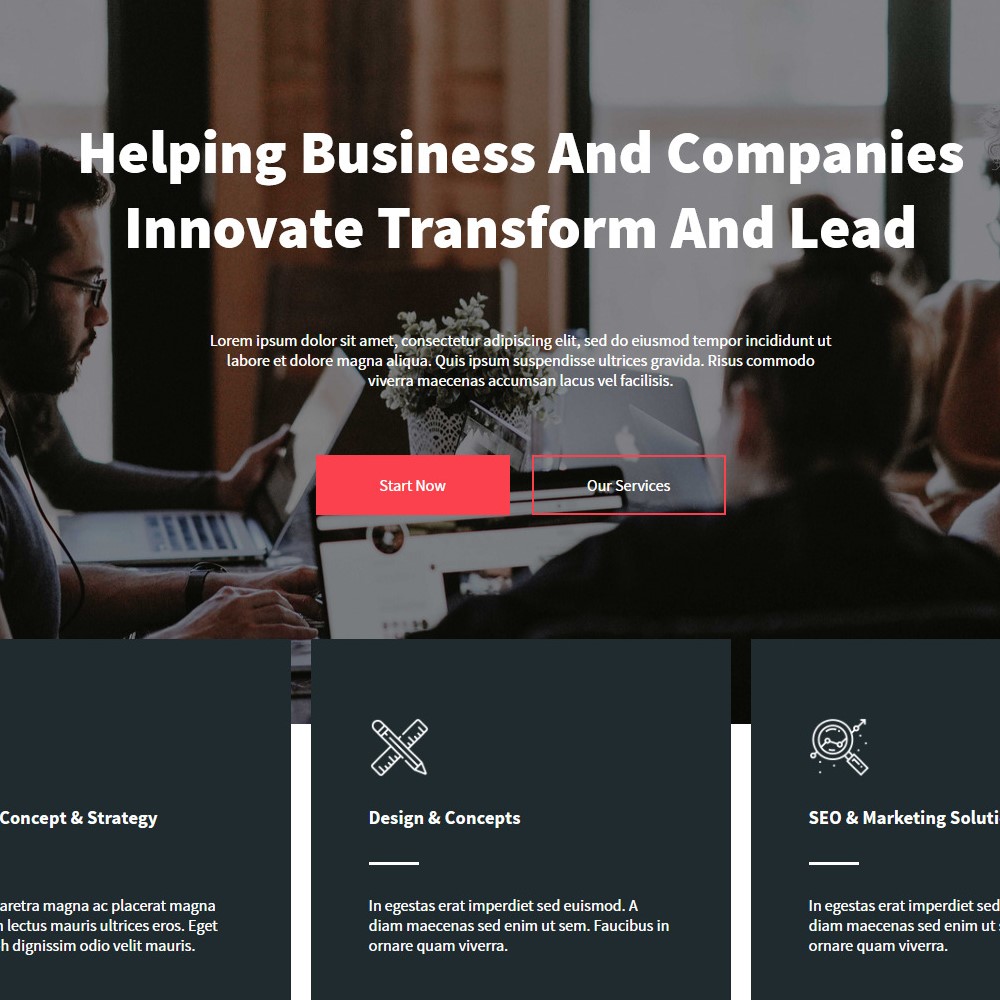 Helping Business And Companies
Innovate Transform And Lead
Lorem ipsum dolor sit amet, consectetur adipiscing elit, sed do eiusmod tempor incididunt ut
labore et dolore magna aliqua. Quis ipsum suspendisse ultrices gravida. Risus commodo
viverra maecenas accumsan lacus vel facilisis.
Start Now
Our Services
Concept & Strategy
magna ac placerat magna
lectus mauris ultrices eros. Eget
dignissim odio velit mauris.
Design & Concepts
In egestas erat imperdiet sed euismod. A
diam maecenas sed enim ut sem. Faucibus in
ornare quam viverra.
SEO & Marketing
In egestas erat imperdiet sed
diam maecenas sed enim ut
ornare quam viverra.